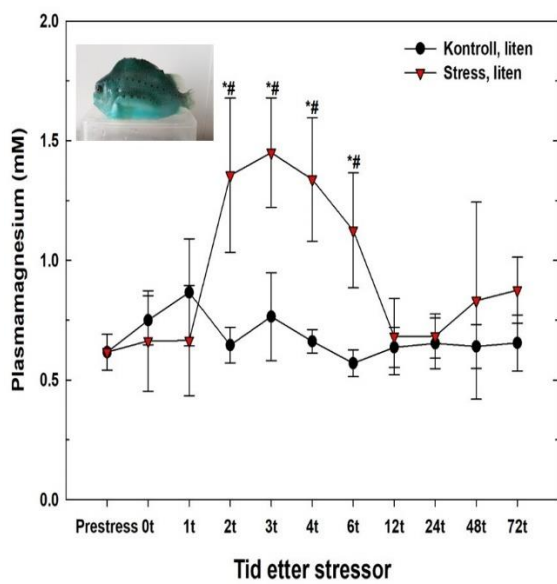 2.0
Kontroll, liten
Stress, liten
*# *# *# *#
1.5
Plasmamagnesium (mM)
1.0
0.5
0.0
Prestress 0t 1t 2t 3t 4t 6t 12t 24t 48t 72t
Tid etter stressor